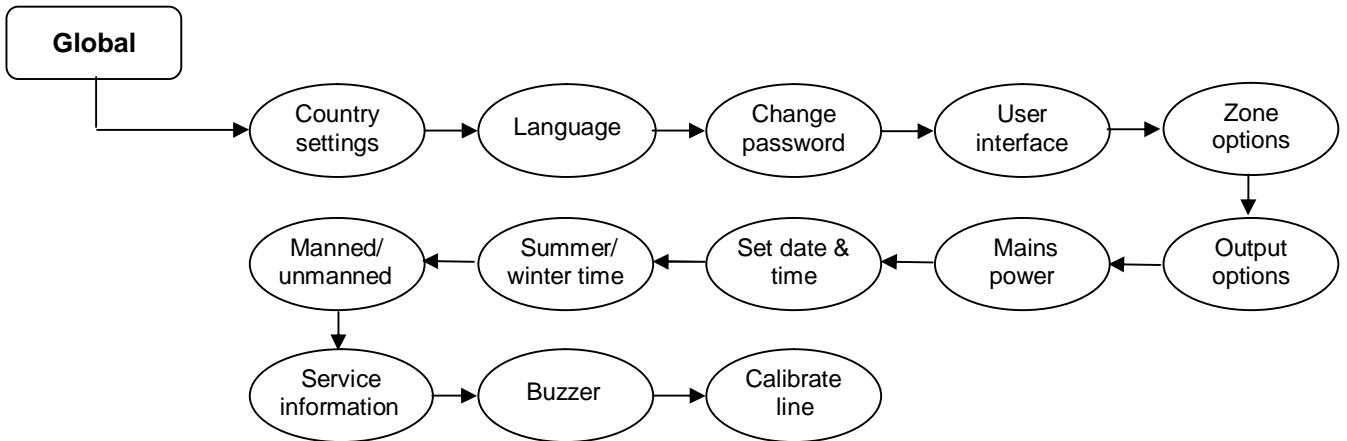 Global
Country
settings
Language
Change
password
User
interface
Zone
options
Output
options
Mains
power
Set date &
time
Summer/
winter time
Manned/
unmanned
Service
information
Buzzer
Calibrate
line